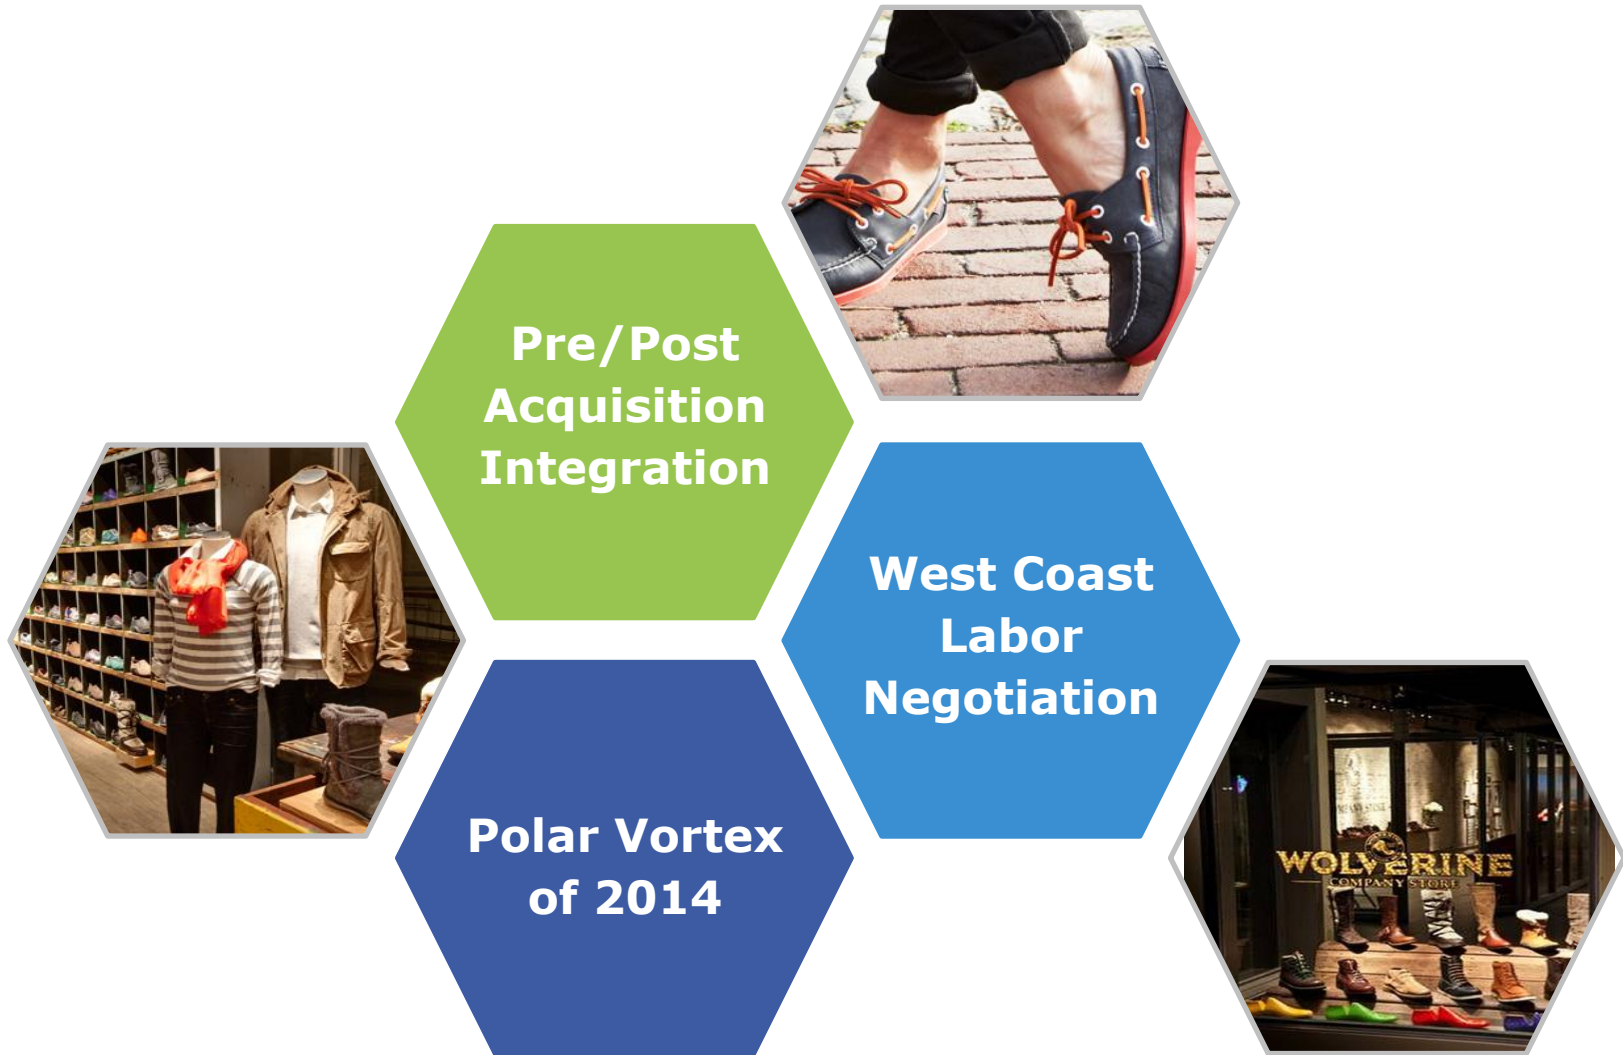 Pre/Post
Acquisition
Integration
West Coast
Labor
Negotiation
Polar Vortex
of 2014
WOLVERINE
COMPANY STORE